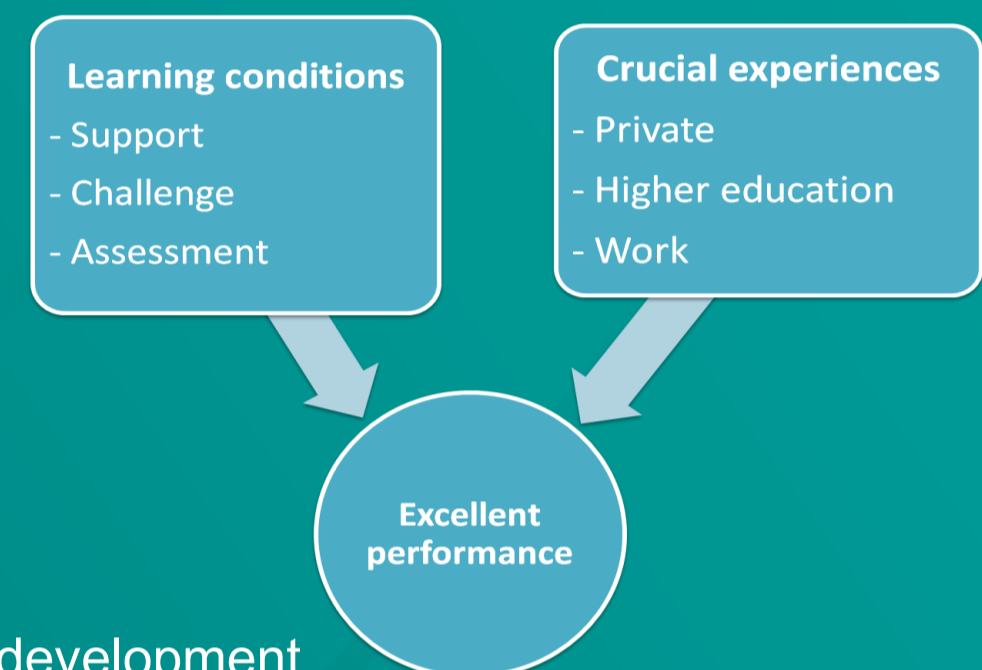 Learning conditions
- Support
- Challenge
- Assessment
Crucial experiences
- Private
- Higher education
- Work
Excellent
performance
development